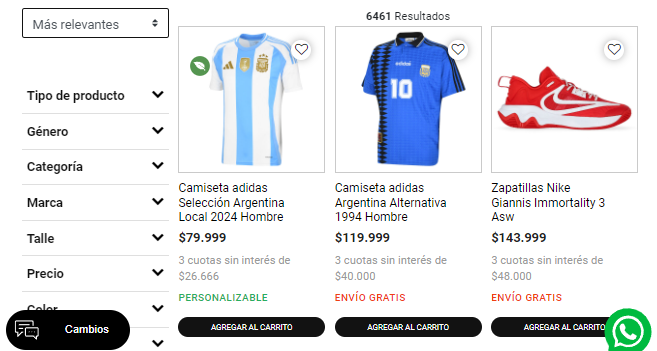 Más relevantes
6461 Resultados
Tipo de producto
Género
Categoría
Marca
Talle
Precio
Color
Cambios
adidas
10
Camiseta adidas
Selección Argentina
Local 2024 Hombre
$79.999
3 cuotas sin interés de
$26.666
PERSONALIZABLE
AGREGAR AL CARRITO
Camiseta adidas
Argentina Alternativa
1994 Hombre
$119.999
3 cuotas sin interés de
$40.000
ENVÍO GRATIS
AGREGAR AL CARRITO
Zapatillas Nike
Giannis Immortality 3
Asw
$143.999
3 cuotas sin interés de
$48.000
ENVÍO GRATIS
AGREGAR AL CARRITO